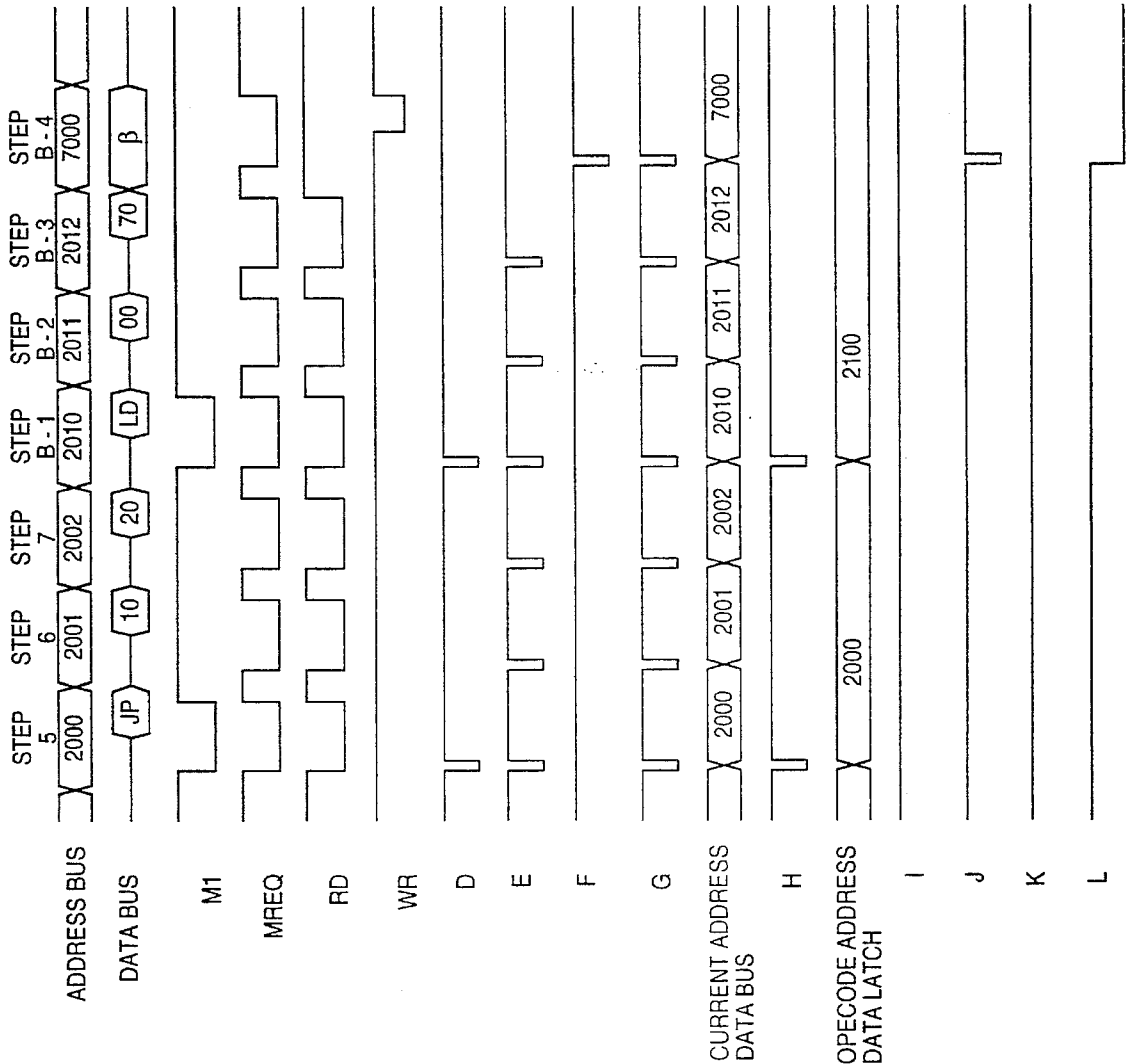 STEP 5
STEP 6
STEP 7
STEP B - 1
STEP B - 2
STEP B - 3
STEP B - 4
ADDRESS BUS
2000
2001
2002
2010
2011
2012
7000
DATA BUS
JP
10
20
LD
00
70
β
M1
MREQ
RD
WR
D
E
F
G
CURRENT ADDRESS
DATA BUS
2000
2001
2002
2010
2011
2012
7000
H
OPECODE ADDRESS
DATA LATCH
2000
2100
I
J
K
L